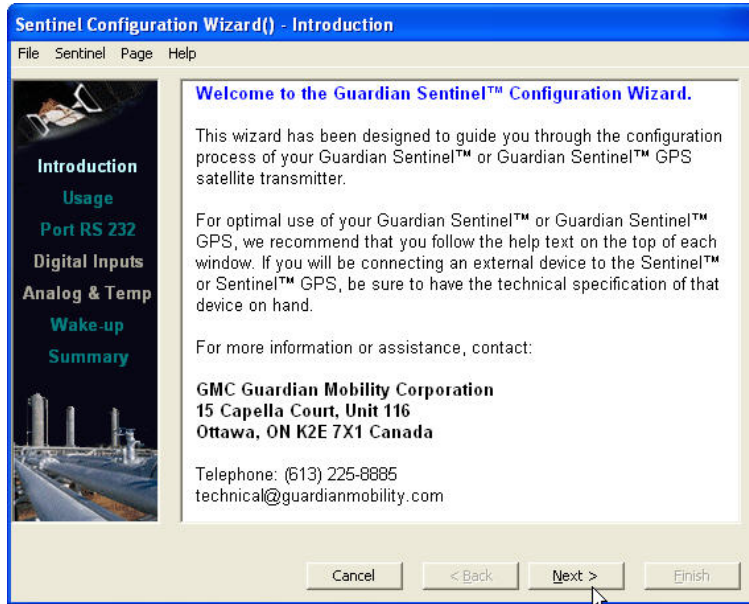 Sentinel Configuration Wizard() - Introduction
File Sentinel Page Help
Introduction
Usage
Port RS 232
Digital Inputs
Analog & Temp
Wake-up
Summary
Welcome to the Guardian Sentinel™ Configuration Wizard.
This wizard has been designed to guide you through the configuration
process of your Guardian Sentinel™ or Guardian Sentinel™ GPS
satellite transmitter.
For optimal use of your Guardian Sentinel™ or Guardian Sentinel™
GPS, we recommend that you follow the help text on the top of each
window. If you will be connecting an external device to the Sentinel™
or Sentinel™ GPS, be sure to have the technical specification of that
device on hand.
For more information or assistance, contact:
GMC Guardian Mobility Corporation
15 Capella Court, Unit 116
Ottawa, ON K2E 7X1 Canada
Telephone: (613) 225-8885
technical@guardianmobility.com
Cancel < Back Next > Finish